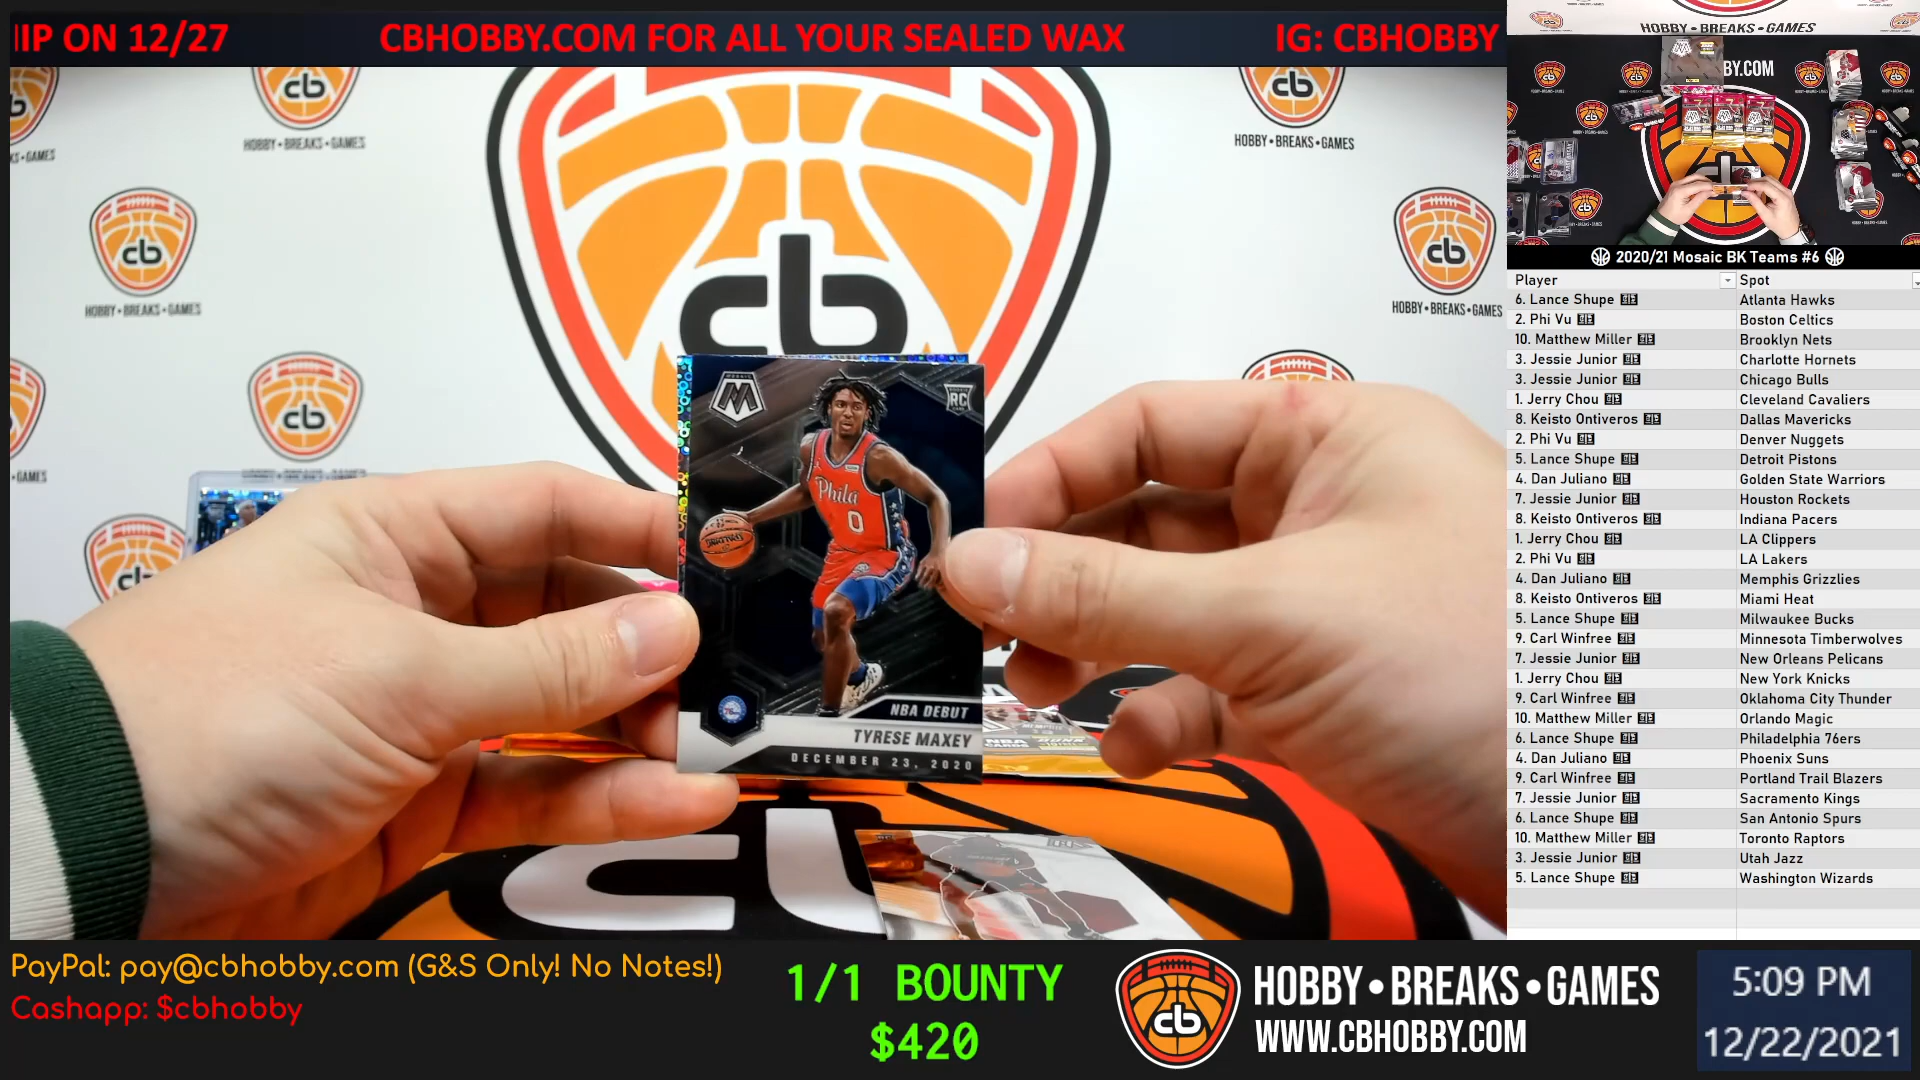 IIP ON 12/27 CBHOBBY.COM FOR ALL YOUR SEALED WAX IG: CBHOBBY
HOBBY • BREAKS • GAMES
BY.COM
cb
HOBBY • BREAKS • GAMES
cb
HOBBY • BREAKS • GAMES
cb
HOBBY • BREAKS • GAMES
cb
HOBBY • BREAKS • GAMES
cb
cb
RC
Phila
0
SPALDING
NBA DEBUT
TYRESE MAXEY
DECEMBER 23, 2020
2020/21 Mosaic BK Teams #6
Player Spot
6. Lance Shupe Atlanta Hawks
2. Phi Vu Boston Celtics
10. Matthew Miller Brooklyn Nets
3. Jessie Junior Charlotte Hornets
3. Jessie Junior Chicago Bulls
1. Jerry Chou Cleveland Cavaliers
8. Keisto Ontiveros Dallas Mavericks
2. Phi Vu Denver Nuggets
5. Lance Shupe Detroit Pistons
4. Dan Juliano Golden State Warriors
7. Jessie Junior Houston Rockets
8. Keisto Ontiveros Indiana Pacers
1. Jerry Chou LA Clippers
2. Phi Vu LA Lakers
4. Dan Juliano Memphis Grizzlies
8. Keisto Ontiveros Miami Heat
5. Lance Shupe Milwaukee Bucks
9. Carl Winfree Minnesota Timberwolves
7. Jessie Junior New Orleans Pelicans
1. Jerry Chou New York Knicks
9. Carl Winfree Oklahoma City Thunder
10. Matthew Miller Orlando Magic
6. Lance Shupe Philadelphia 76ers
4. Dan Juliano Phoenix Suns
9. Carl Winfree Portland Trail Blazers
7. Jessie Junior Sacramento Kings
6. Lance Shupe San Antonio Spurs
10. Matthew Miller Toronto Raptors
3. Jessie Junior Utah Jazz
5. Lance Shupe Washington Wizards
PayPal: pay@cbhobby.com (G&S Only! No Notes!)
Cashapp: $cbhobby
1/1 BOUNTY
$420
cb
HOBBY • BREAKS • GAMES
WWW.CBHOBBY.COM
5:09 PM
12/22/2021